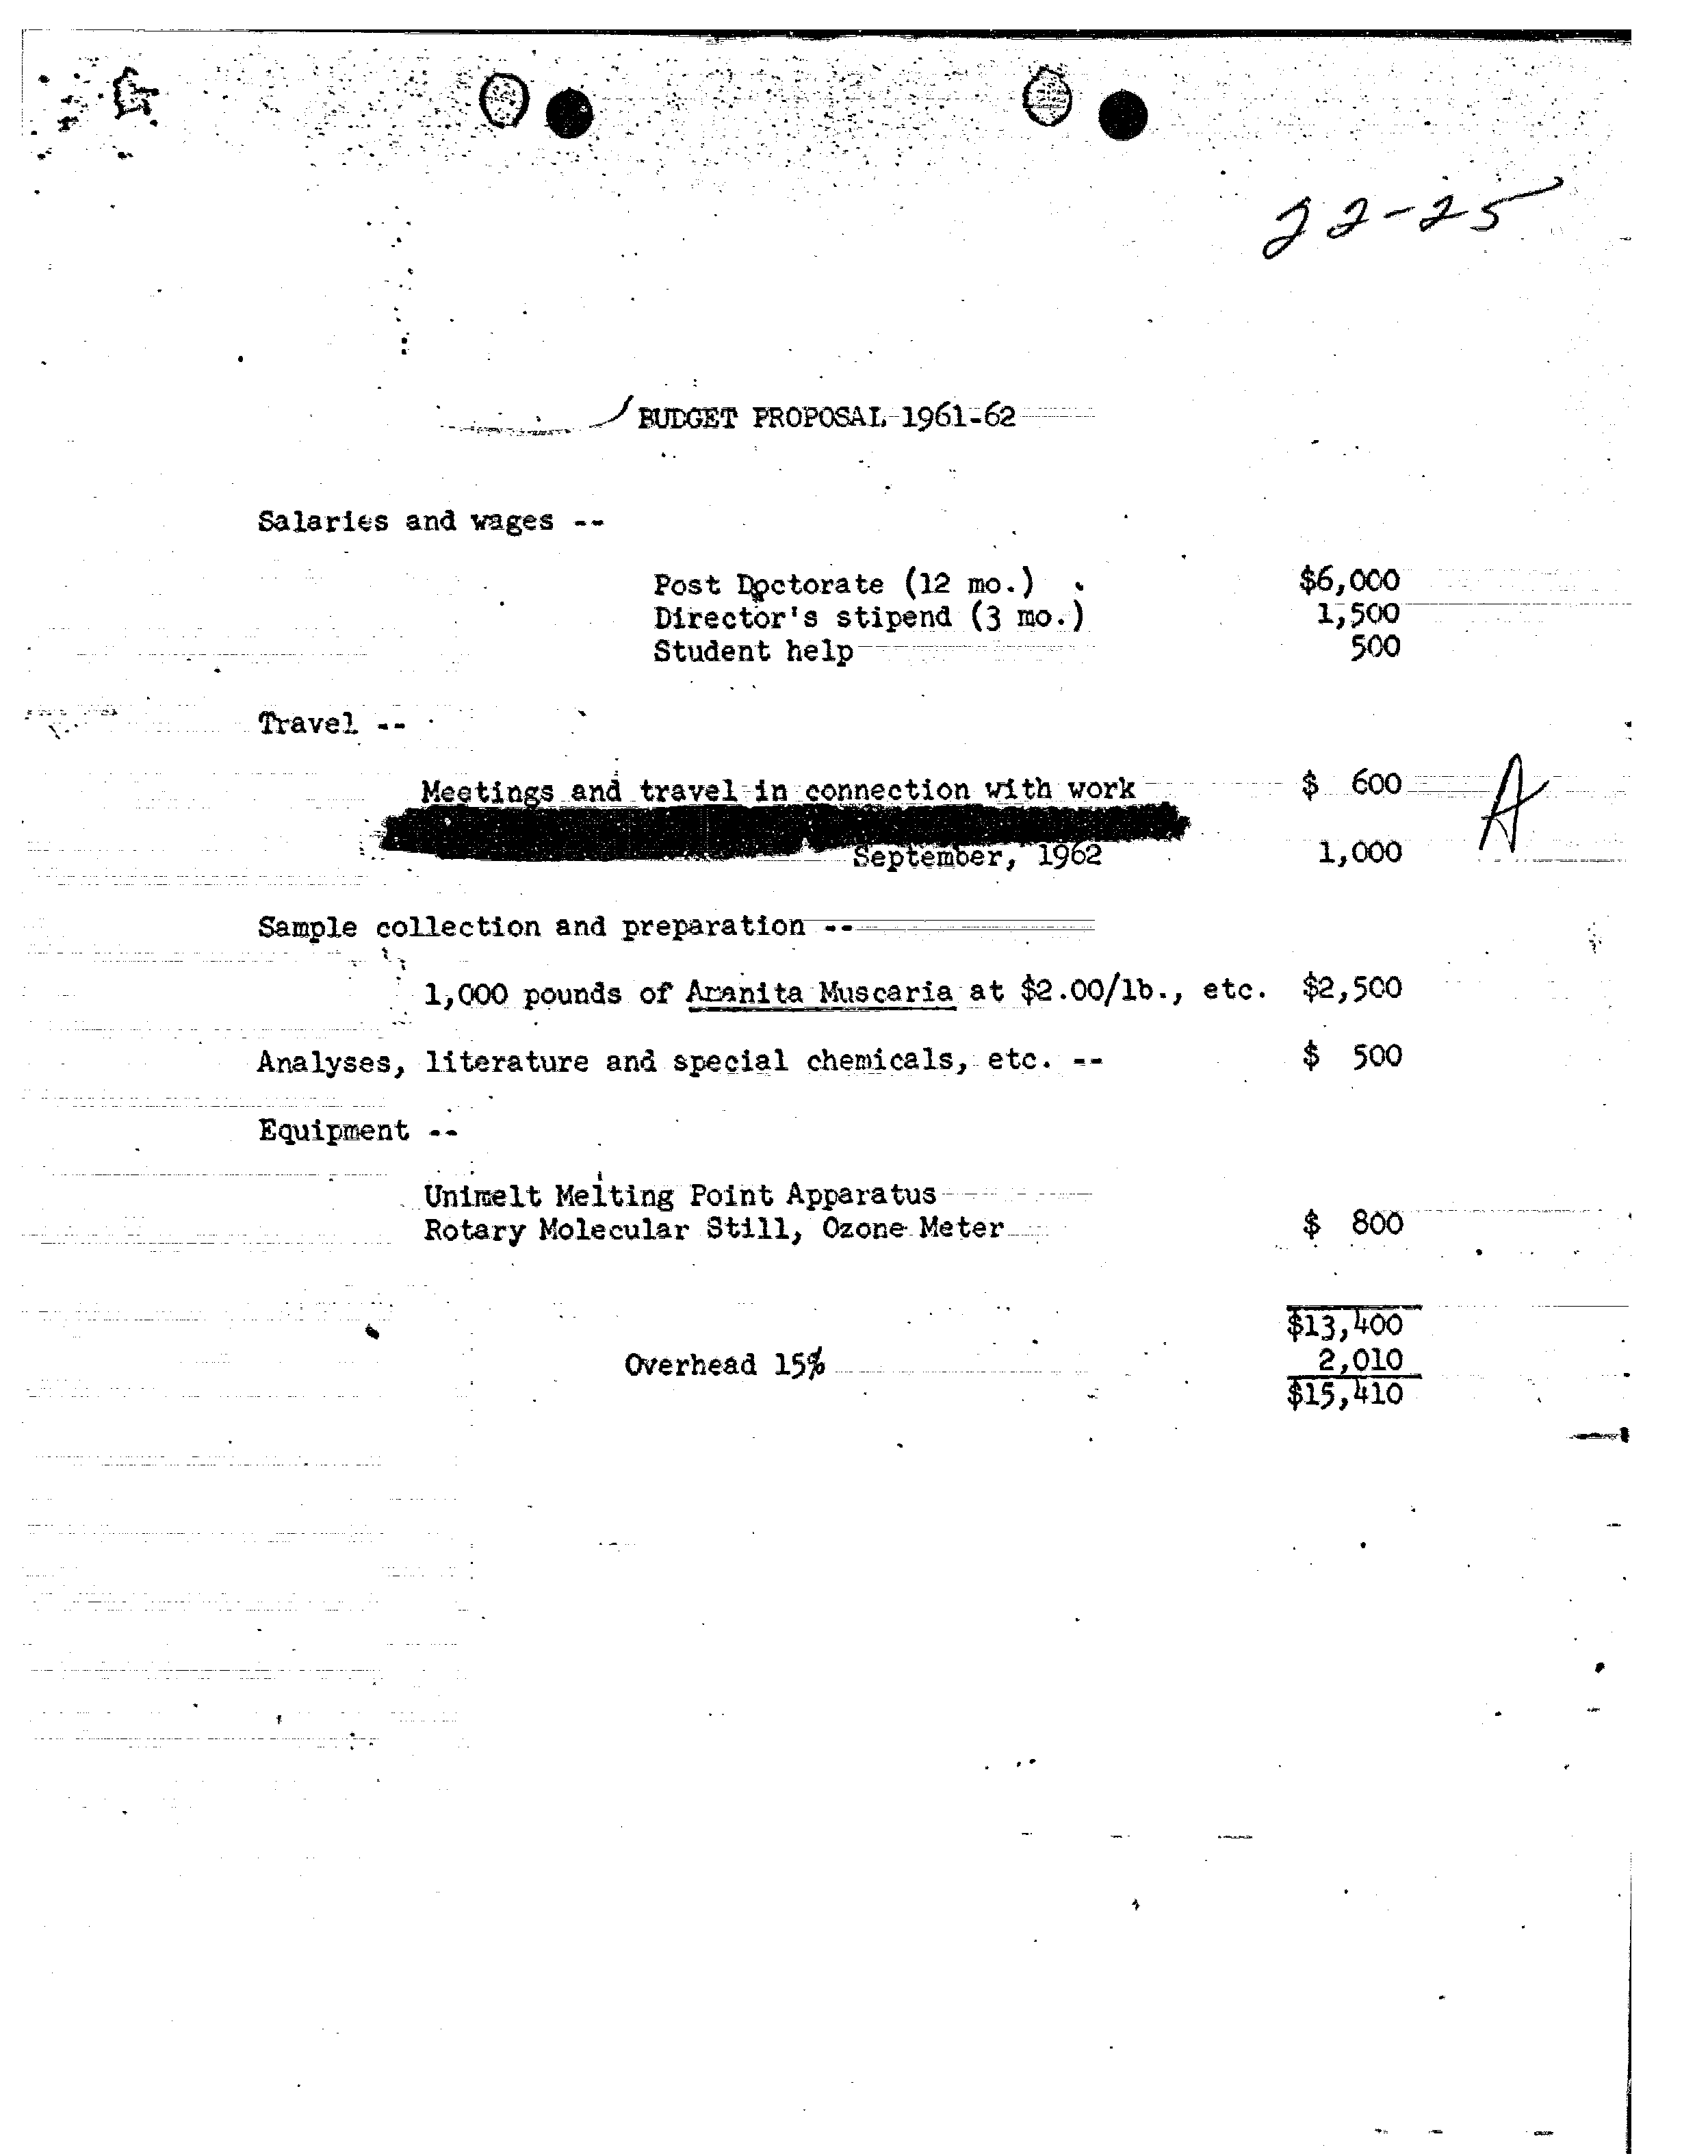 22-25
BUDGET PROPOSAL 1961-62
Salaries and wages --
Post Doctorate (12 mo.) $6,000
Director's stipend (3 mo.) 1,500
Student help 500
Travel --
Meetings and travel in connection with work $ 600
A
September, 1962 1,000
Sample collection and preparation --
1,000 pounds of Amanita Muscaria at $2.00/lb., etc. $2,500
Analyses, literature and special chemicals, etc. -- $ 500
Equipment --
Unimelt Melting Point Apparatus
Rotary Molecular Still, Ozone Meter $ 800
$13,400
Overhead 15% 2,010
$15,410